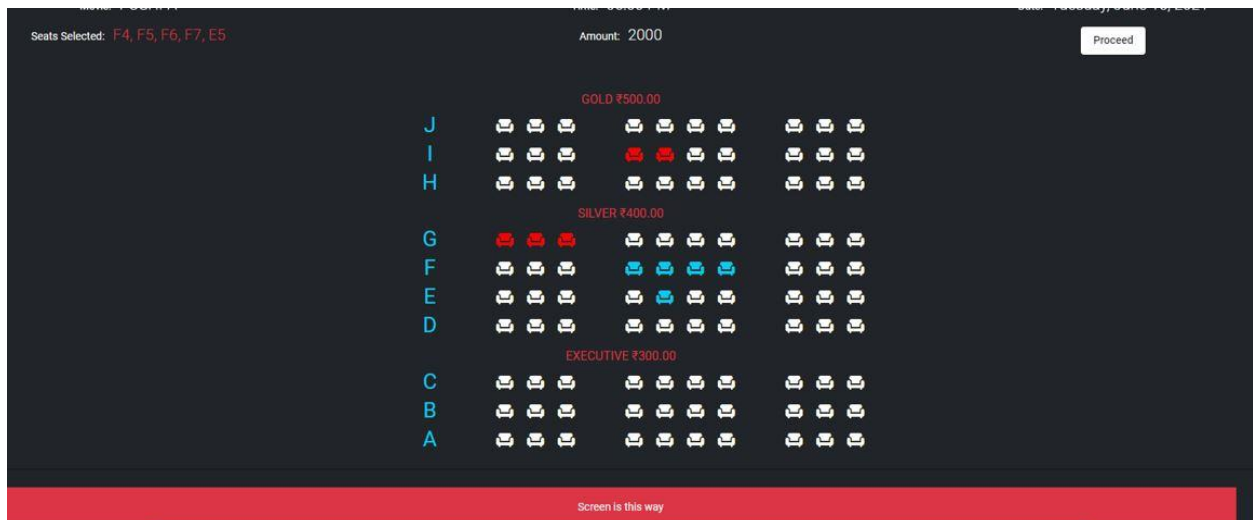 Seats Selected: F4, F5, F6, F7, E5 Amount: 2000 Proceed
GOLD ₹500.00
J
I
H
SILVER ₹400.00
G
F
E
D
EXECUTIVE ₹300.00
C
B
A
Screen is this way